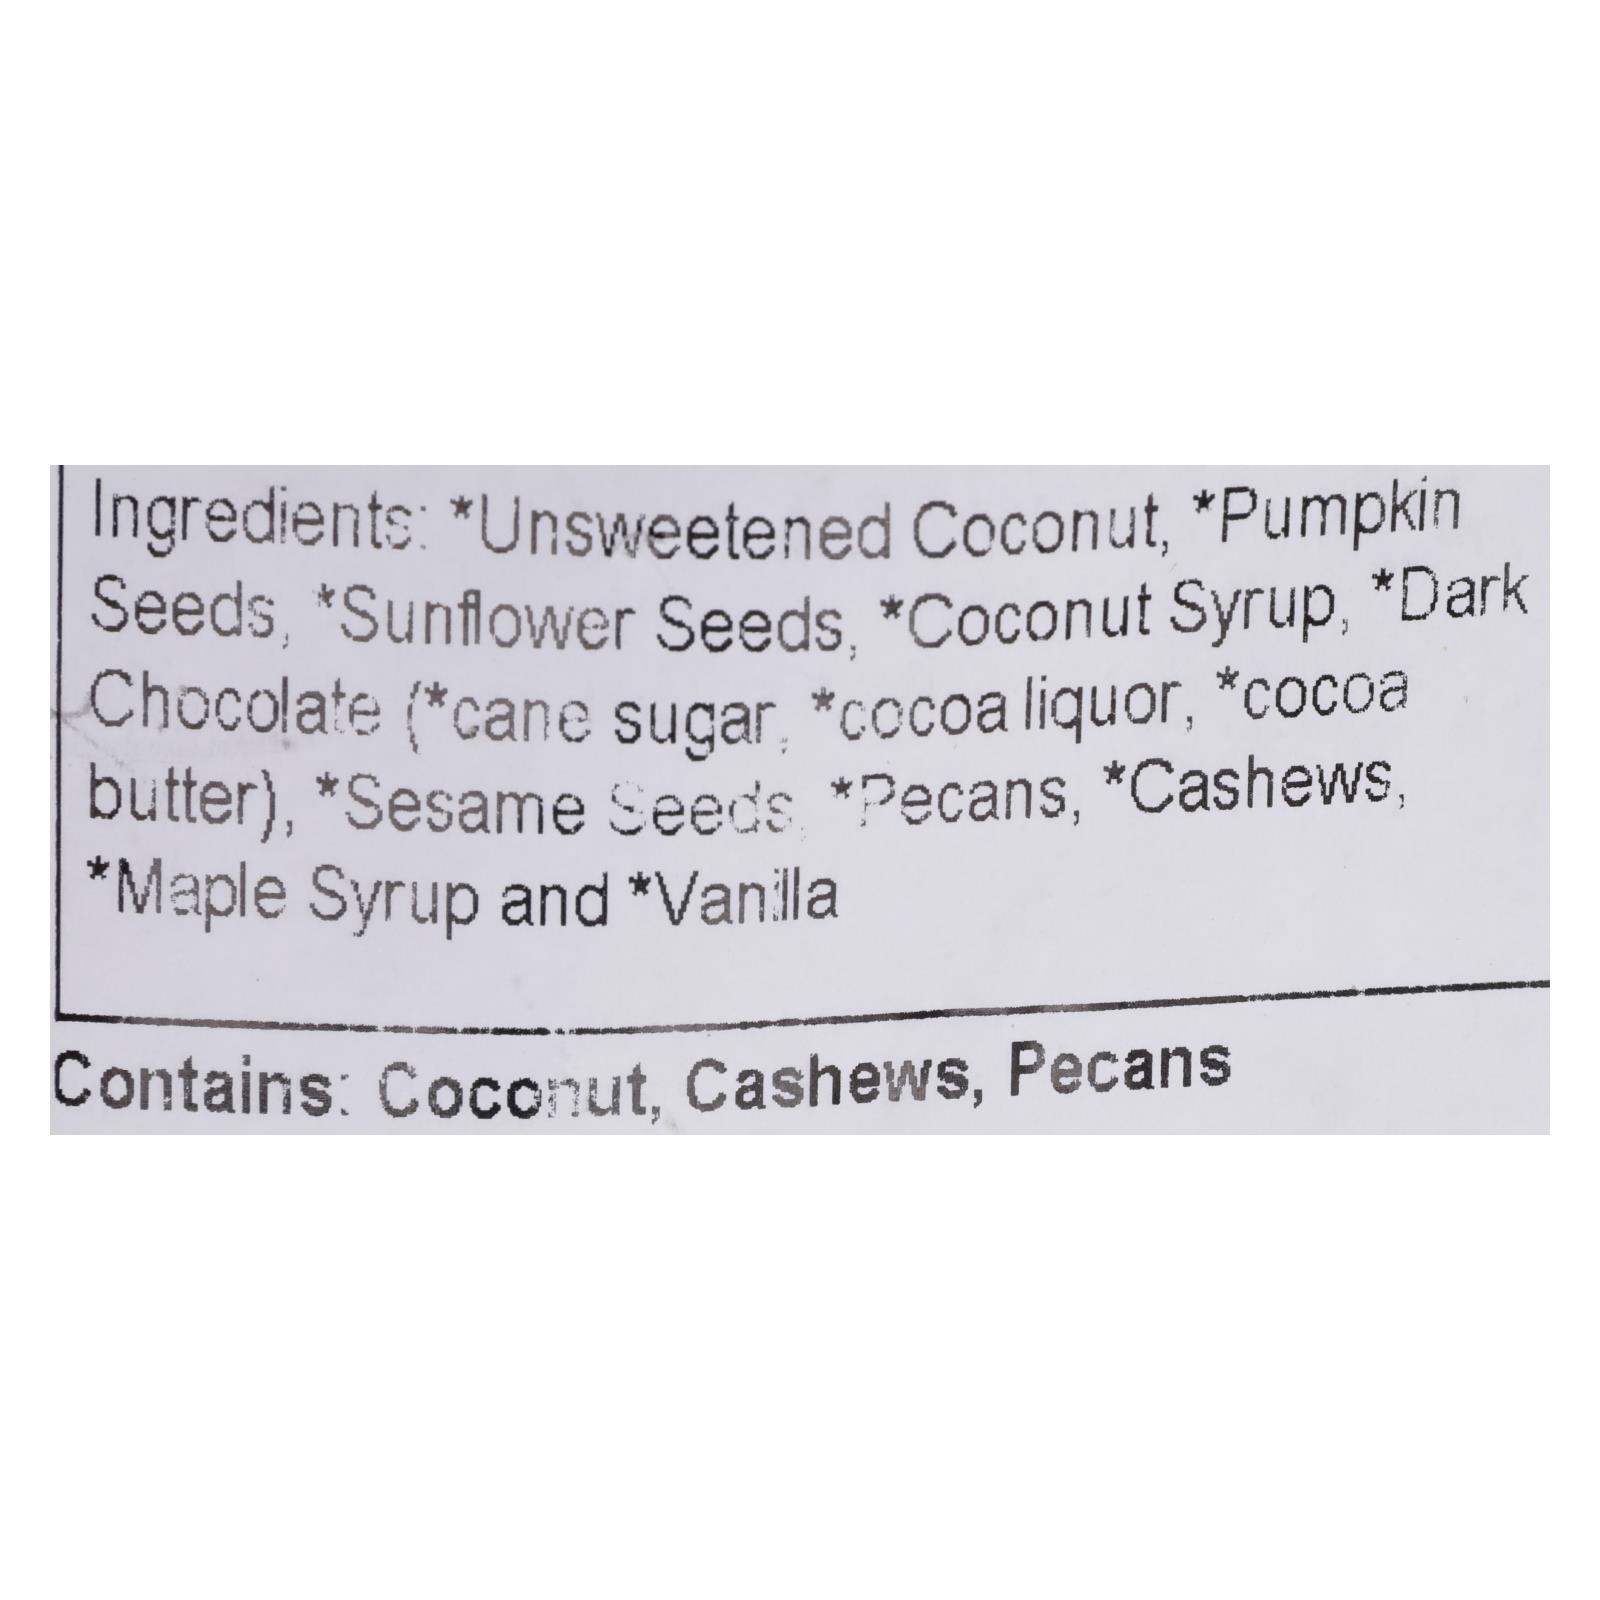 Ingredients: *Unsweetened Coconut, *Pumpkin
Seeds, *Sunflower Seeds, *Coconut Syrup, *Dark
Chocolate (*cane sugar, *cocoa liquor, *cocoa
butter), *Sesame Seeds, *Pecans, *Cashews,
*Maple Syrup and *Vanilla
Contains: Coconut, Cashews, Pecans